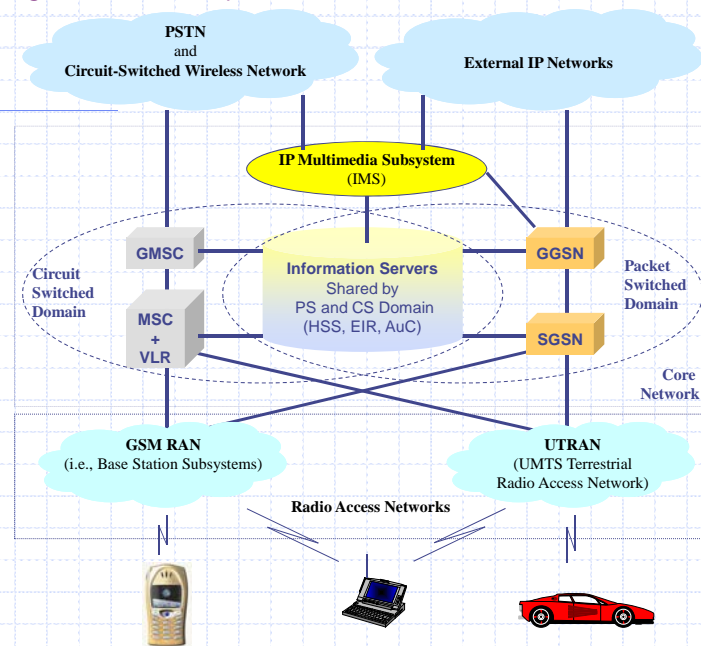 PSTN
and
Circuit-Switched Wireless Network
External IP Networks
IP Multimedia Subsystem
(IMS)
GMSC
Information Servers
Shared by
PS and CS Domain
(HSS, EIR, AuC)
GGSN
Circuit
Switched
Domain
Packet
Switched
Domain
MSC
+
VLR
SGSN
Core
Network
GSM RAN
(i.e., Base Station Subsystems)
UTRAN
(UMTS Terrestrial
Radio Access Network)
Radio Access Networks